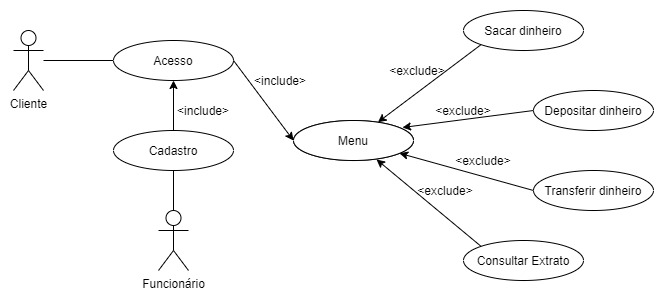 Sacar dinheiro
<exclude>
Acesso
Cliente
<include>
<include>
<exclude>
Depositar dinheiro
Menu
Cadastro
<exclude>
Transferir dinheiro
<exclude>
Consultar Extrato
Funcionário